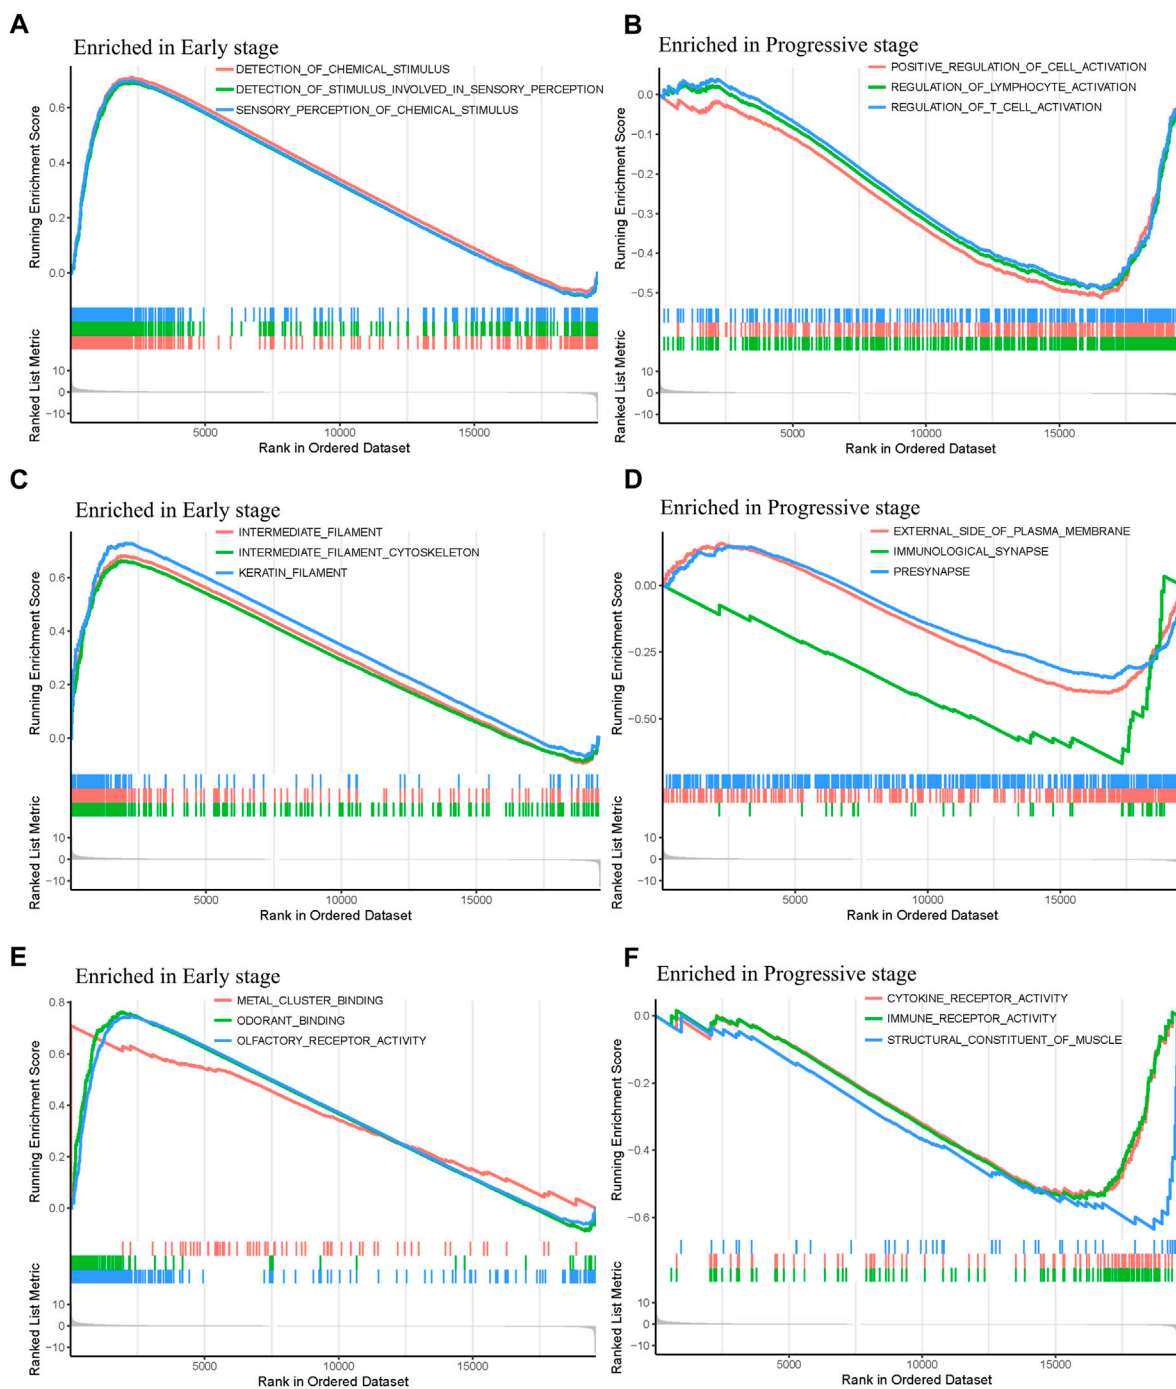 A
Enriched in Early stage
DETECTION_OF_CHEMICAL_STIMULUS
DETECTION_OF_STIMULUS_INVOLVED_IN_SENSORY_PERCEPTION
SENSORY_PERCEPTION_OF_CHEMICAL_STIMULUS
Running Enrichment Score
0.6
0.4
0.2
0.0
Ranked List Metric
10
0
−10
5000
10000
15000
Rank in Ordered Dataset
B
Enriched in Progressive stage
POSITIVE_REGULATION_OF_CELL_ACTIVATION
REGULATION_OF_LYMPHOCYTE_ACTIVATION
REGULATION_OF_T_CELL_ACTIVATION
Running Enrichment Score
0.0
−0.1
−0.2
−0.3
−0.4
−0.5
Ranked List Metric
10
0
−10
5000
10000
15000
Rank in Ordered Dataset
C
Enriched in Early stage
INTERMEDIATE_FILAMENT
INTERMEDIATE_FILAMENT_CYTOSKELETON
KERATIN_FILAMENT
Running Enrichment Score
0.6
0.4
0.2
0.0
Ranked List Metric
10
0
−10
5000
10000
15000
Rank in Ordered Dataset
D
Enriched in Progressive stage
EXTERNAL_SIDE_OF_PLASMA_MEMBRANE
IMMUNOLOGICAL_SYNAPSE
PRESYNAPSE
Running Enrichment Score
0.00
−0.25
−0.50
Ranked List Metric
10
0
−10
5000
10000
15000
Rank in Ordered Dataset
E
Enriched in Early stage
METAL_CLUSTER_BINDING
ODORANT_BINDING
OLFACTORY_RECEPTOR_ACTIVITY
Running Enrichment Score
0.8
0.6
0.4
0.2
0.0
Ranked List Metric
10
0
−10
5000
10000
15000
Rank in Ordered Dataset
F
Enriched in Progressive stage
CYTOKINE_RECEPTOR_ACTIVITY
IMMUNE_RECEPTOR_ACTIVITY
STRUCTURAL_CONSTITUENT_OF_MUSCLE
Running Enrichment Score
0.0
−0.2
−0.4
−0.6
Ranked List Metric
10
0
−10
5000
10000
15000
Rank in Ordered Dataset